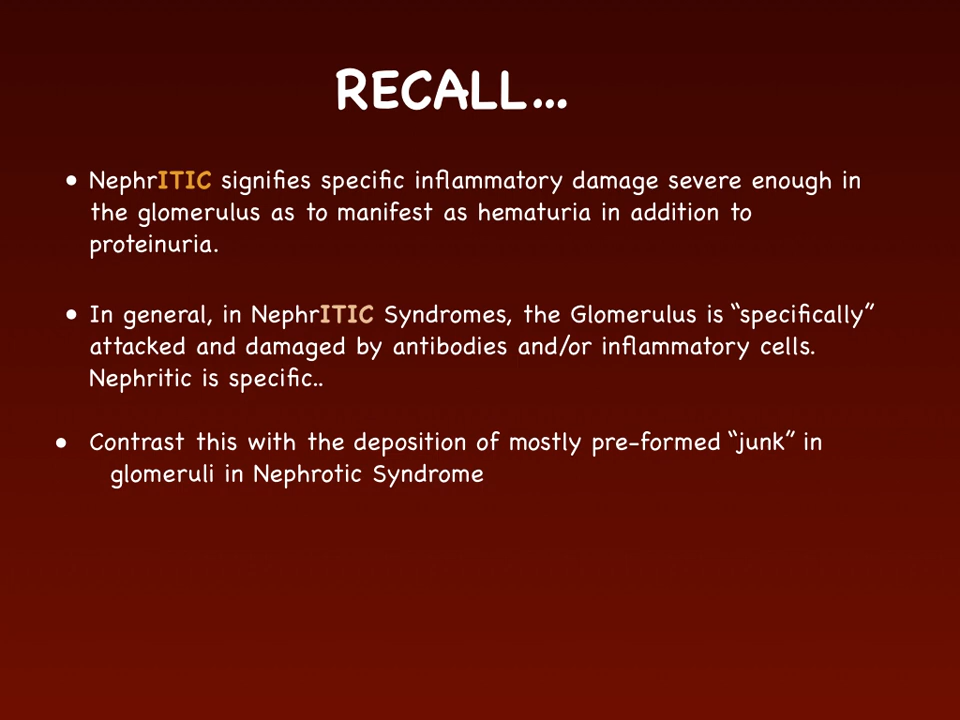 RECALL...
• NephrITIC signifies specific inflammatory damage severe enough in
the glomerulus as to manifest as hematuria in addition to
proteinuria.
• In general, in NephrITIC Syndromes, the Glomerulus is “specifically”
attacked and damaged by antibodies and/or inflammatory cells.
Nephritic is specific..
• Contrast this with the deposition of mostly pre-formed “junk” in
glomeruli in Nephrotic Syndrome